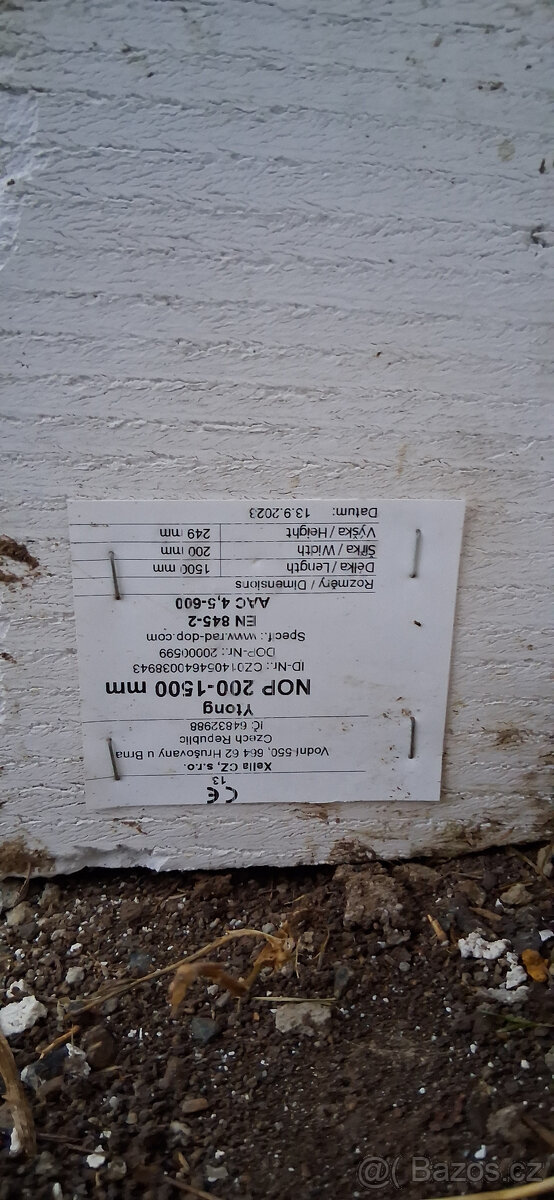 CE
13
Xella CZ, s.r.o.
Vodní 550, 664 62 Hrušovany u Brna
Czech Republic
IČ 64832988
Ytong
NOP 200-1500 mm
ID-Nr.: CZ014054640038943
DOP-Nr.: 20000599
Specif.: www.rad-dop.com
EN 845-2
AAC 4,5-600
Rozměry / Dimensions
Délka / Length 1500 mm
Šířka / Width 200 mm
Výška / Height 249 mm
Datum: 13.9.2023
@( Bazos.cz